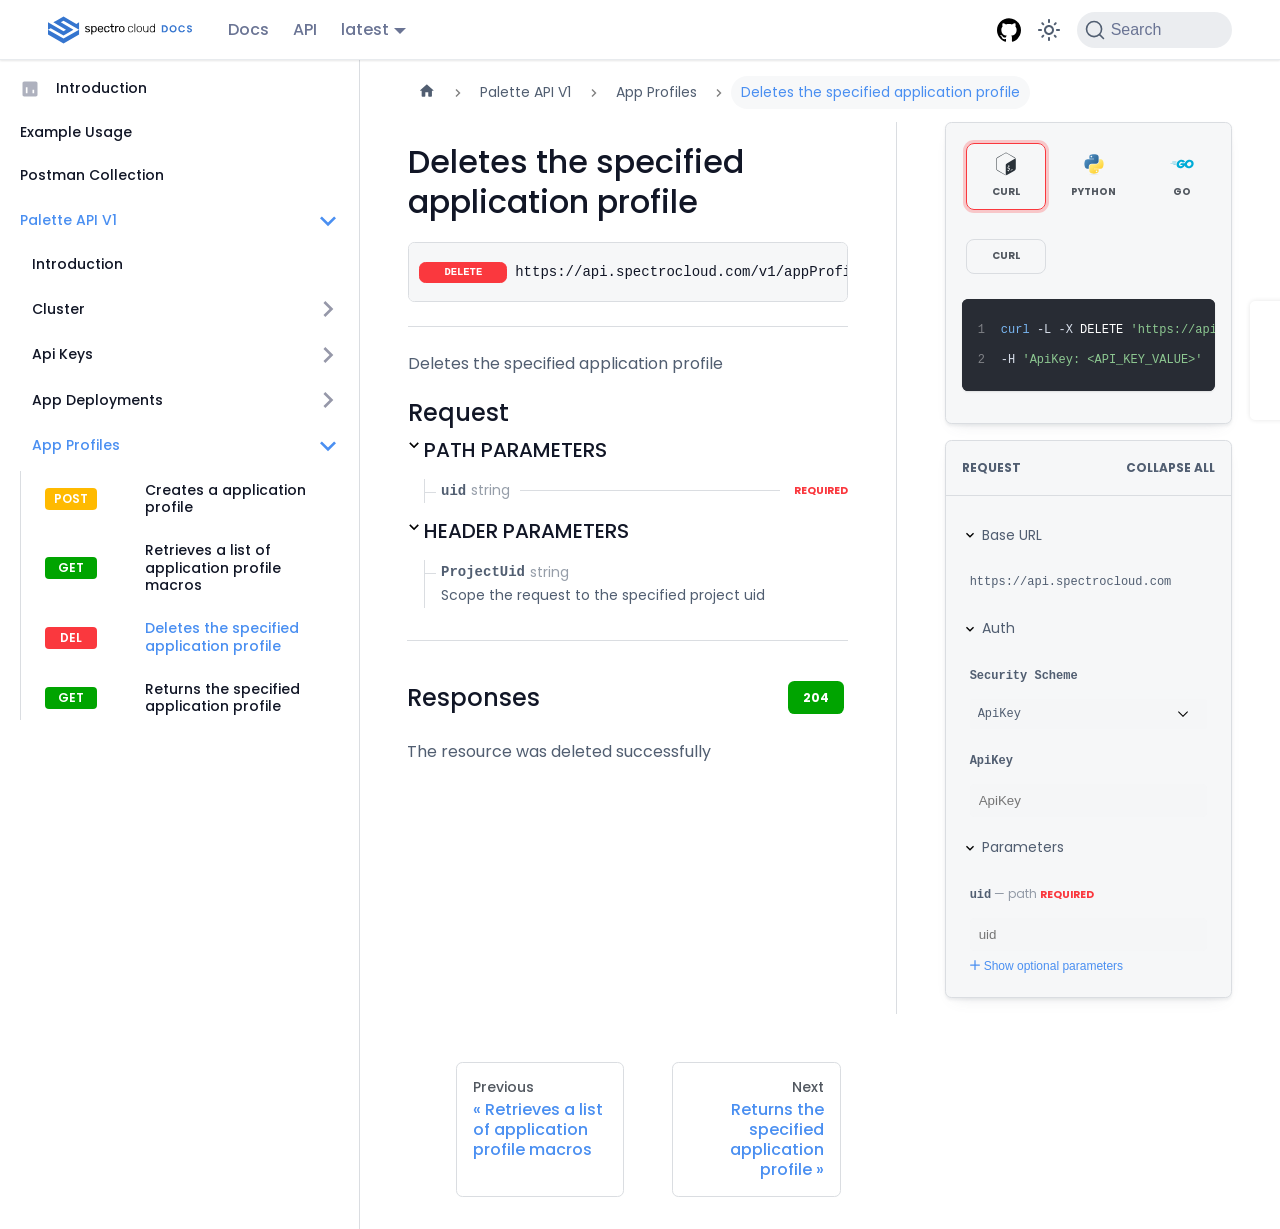 spectro cloud DOCS
Docs
API
latest
Search
Introduction
Example Usage
Postman Collection
Palette API V1
Introduction
Cluster
Api Keys
App Deployments
App Profiles
POST
Creates a application
profile
GET
Retrieves a list of
application profile
macros
DEL
Deletes the specified
application profile
GET
Returns the specified
application profile
Palette API V1
App Profiles
Deletes the specified application profile
Deletes the specified
application profile
DELETE https://api.spectrocloud.com/v1/appProfi
Deletes the specified application profile
Request
PATH PARAMETERS
uid string REQUIRED
HEADER PARAMETERS
ProjectUid string
Scope the request to the specified project uid
Responses
204
The resource was deleted successfully
CURL
PYTHON
GO
CURL
1 curl -L -X DELETE 'https://api
2 -H 'ApiKey: <API_KEY_VALUE>'
REQUEST
COLLAPSE ALL
Base URL
https://api.spectrocloud.com
Auth
Security Scheme
ApiKey
ApiKey
ApiKey
Parameters
uid — path REQUIRED
uid
Show optional parameters
Previous
« Retrieves a list
of application
profile macros
Next
Returns the
specified
application
profile »